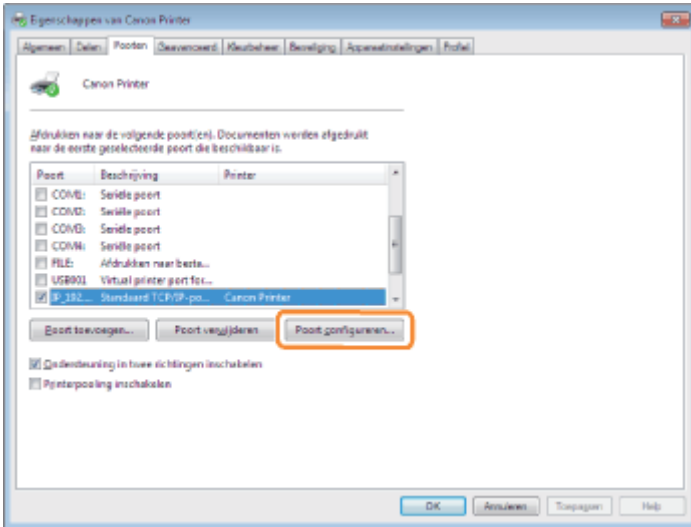 Eigenschappen van Canon Printer
Algemeen Delen Poorten Geavanceerd Kleurbeheer Beveiliging Apparaatinstellingen Profiel
Canon Printer
Afdrukken naar de volgende poort(en). Documenten worden afgedrukt
naar de eerste geselecteerde poort die beschikbaar is.
Poort Beschrijving Printer
COM1: Seriële poort
COM2: Seriële poort
COM3: Seriële poort
COM4: Seriële poort
FILE: Afdrukken naar besta...
USB001 Virtual printer port for...
IP_192.... Standaard TCP/IP-po... Canon Printer
Poort toevoegen... Poort verwijderen Poort configureren...
Ondersteuning in twee richtingen inschakelen
Printerpooling inschakelen
OK Annuleren Toepassen Help